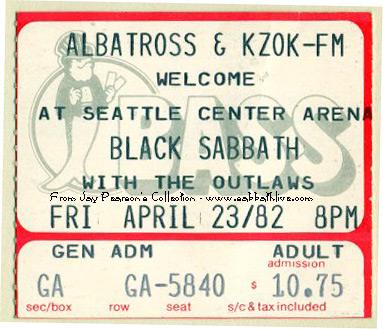 ALBATROSS & KZOK-FM
WELCOME
AT SEATTLE CENTER ARENA
BASS
BLACK SABBATH
WITH THE OUTLAWS
From Jay Pearson's Collection - www.sabbathlive.com
FRI APRIL 23/82 8PM
GEN ADM ADULT
admission
GA GA-5840 $ 10.75
sec/box row seat s/c & tax included